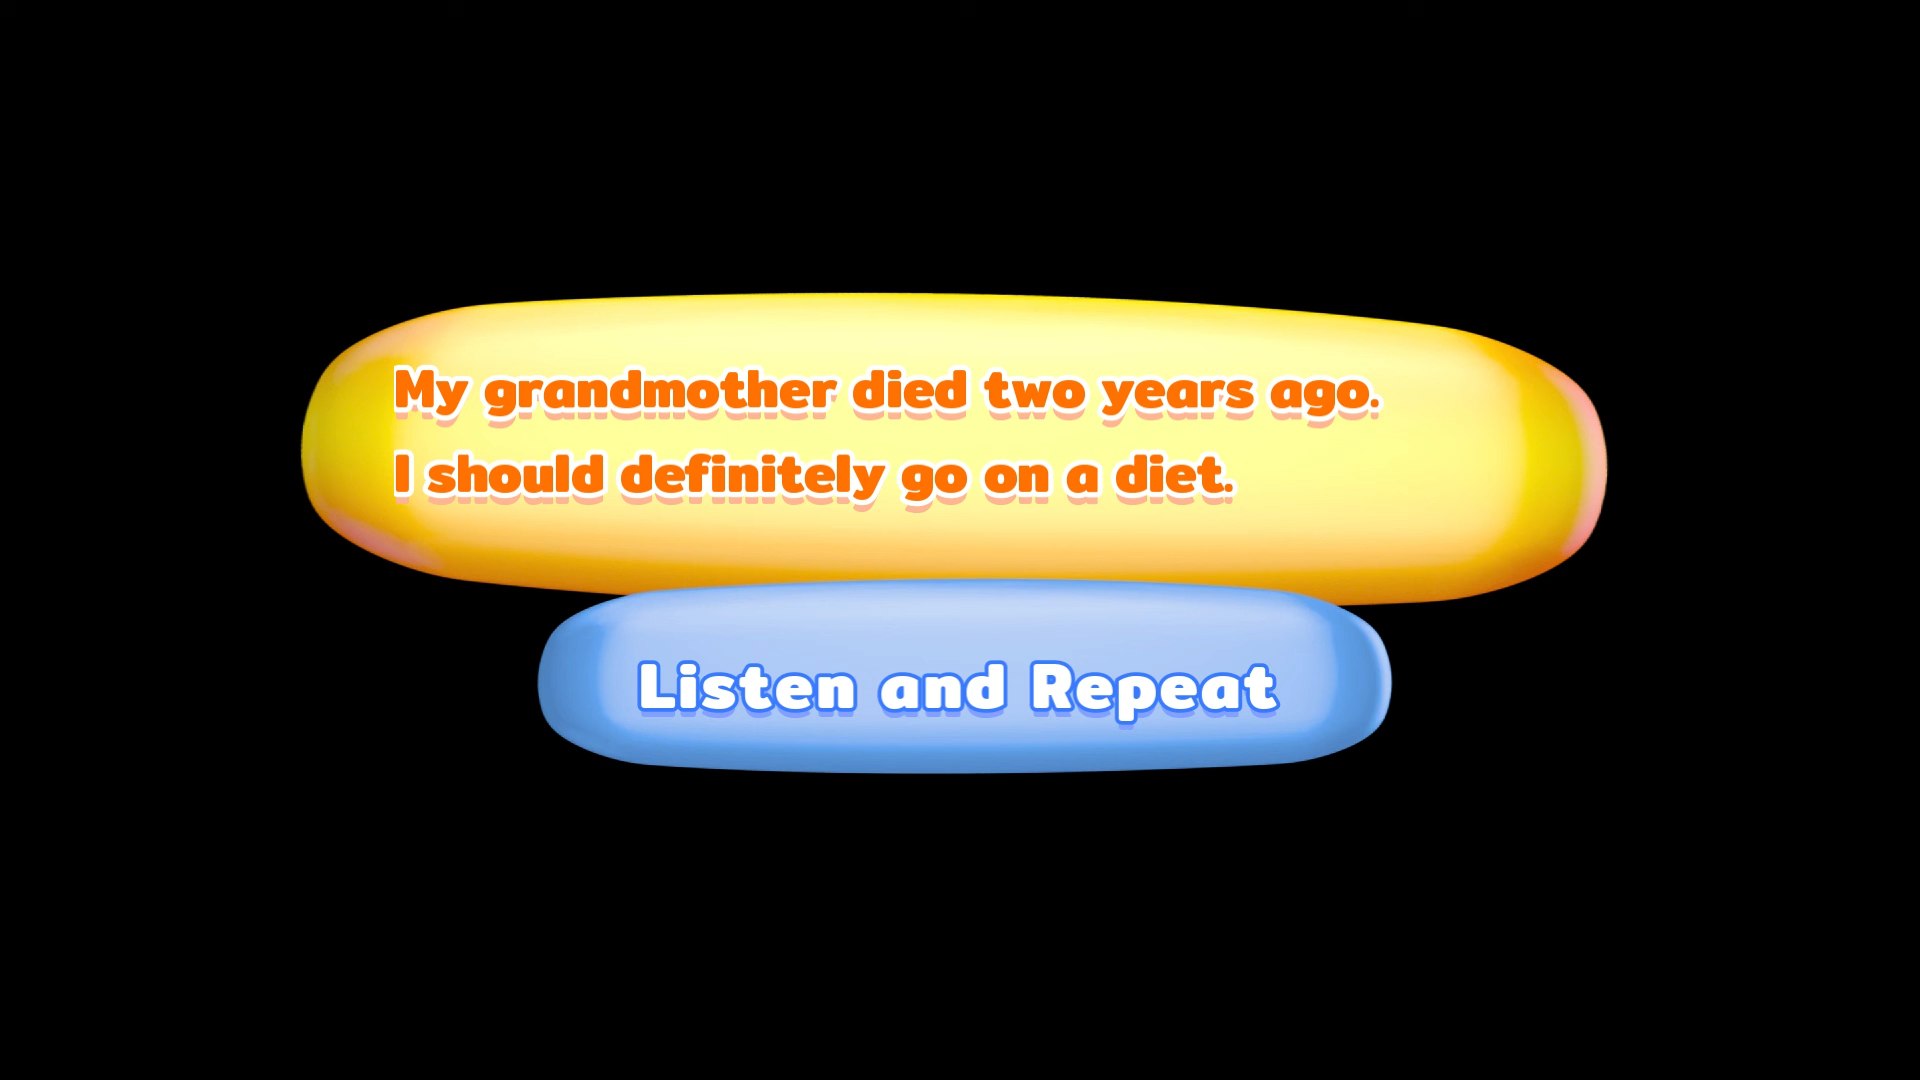 My grandmother died two years ago.
I should definitely go on a diet.
Listen and Repeat